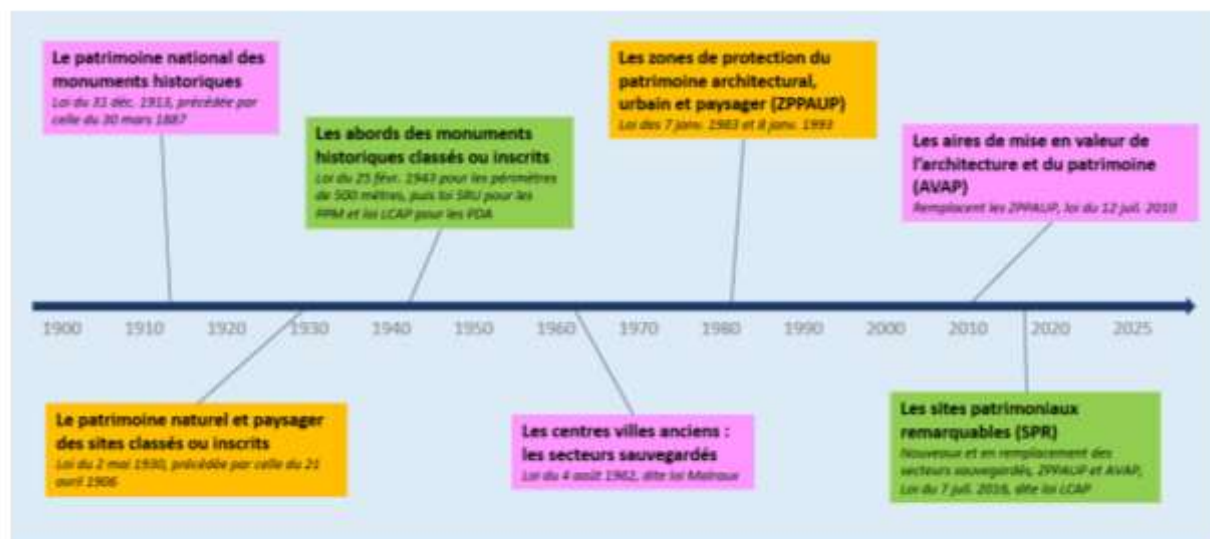 Le patrimoine national des
monuments historiques
Loi du 31 déc. 1913, précédée par
celle du 30 mars 1887
Les abords des monuments
historiques classés ou inscrits
Loi du 25 févr. 1943 pour les périmètres
de 500 mètres, puis loi SRU pour les
PPM et loi LCAP pour les PDA
Les zones de protection du
patrimoine architectural,
urbain et paysager (ZPPAUP)
Loi des 7 janv. 1983 et 8 janv. 1993
Les aires de mise en valeur de
l'architecture et du patrimoine
(AVAP)
Remplacent les ZPPAUP, loi du 12 juil. 2010
1900 1910 1920 1930 1940 1950 1960 1970 1980 1990 2000 2010 2020 2025
Le patrimoine naturel et paysager
des sites classés ou inscrits
Loi du 2 mai 1930, précédée par celle du 21
avril 1906
Les centres villes anciens :
les secteurs sauvegardés
Loi du 4 août 1962, dite loi Malraux
Les sites patrimoniaux
remarquables (SPR)
Nouveaux et en remplacement des
secteurs sauvegardés, ZPPAUP et AVAP,
Loi du 7 juil. 2016, dite loi LCAP